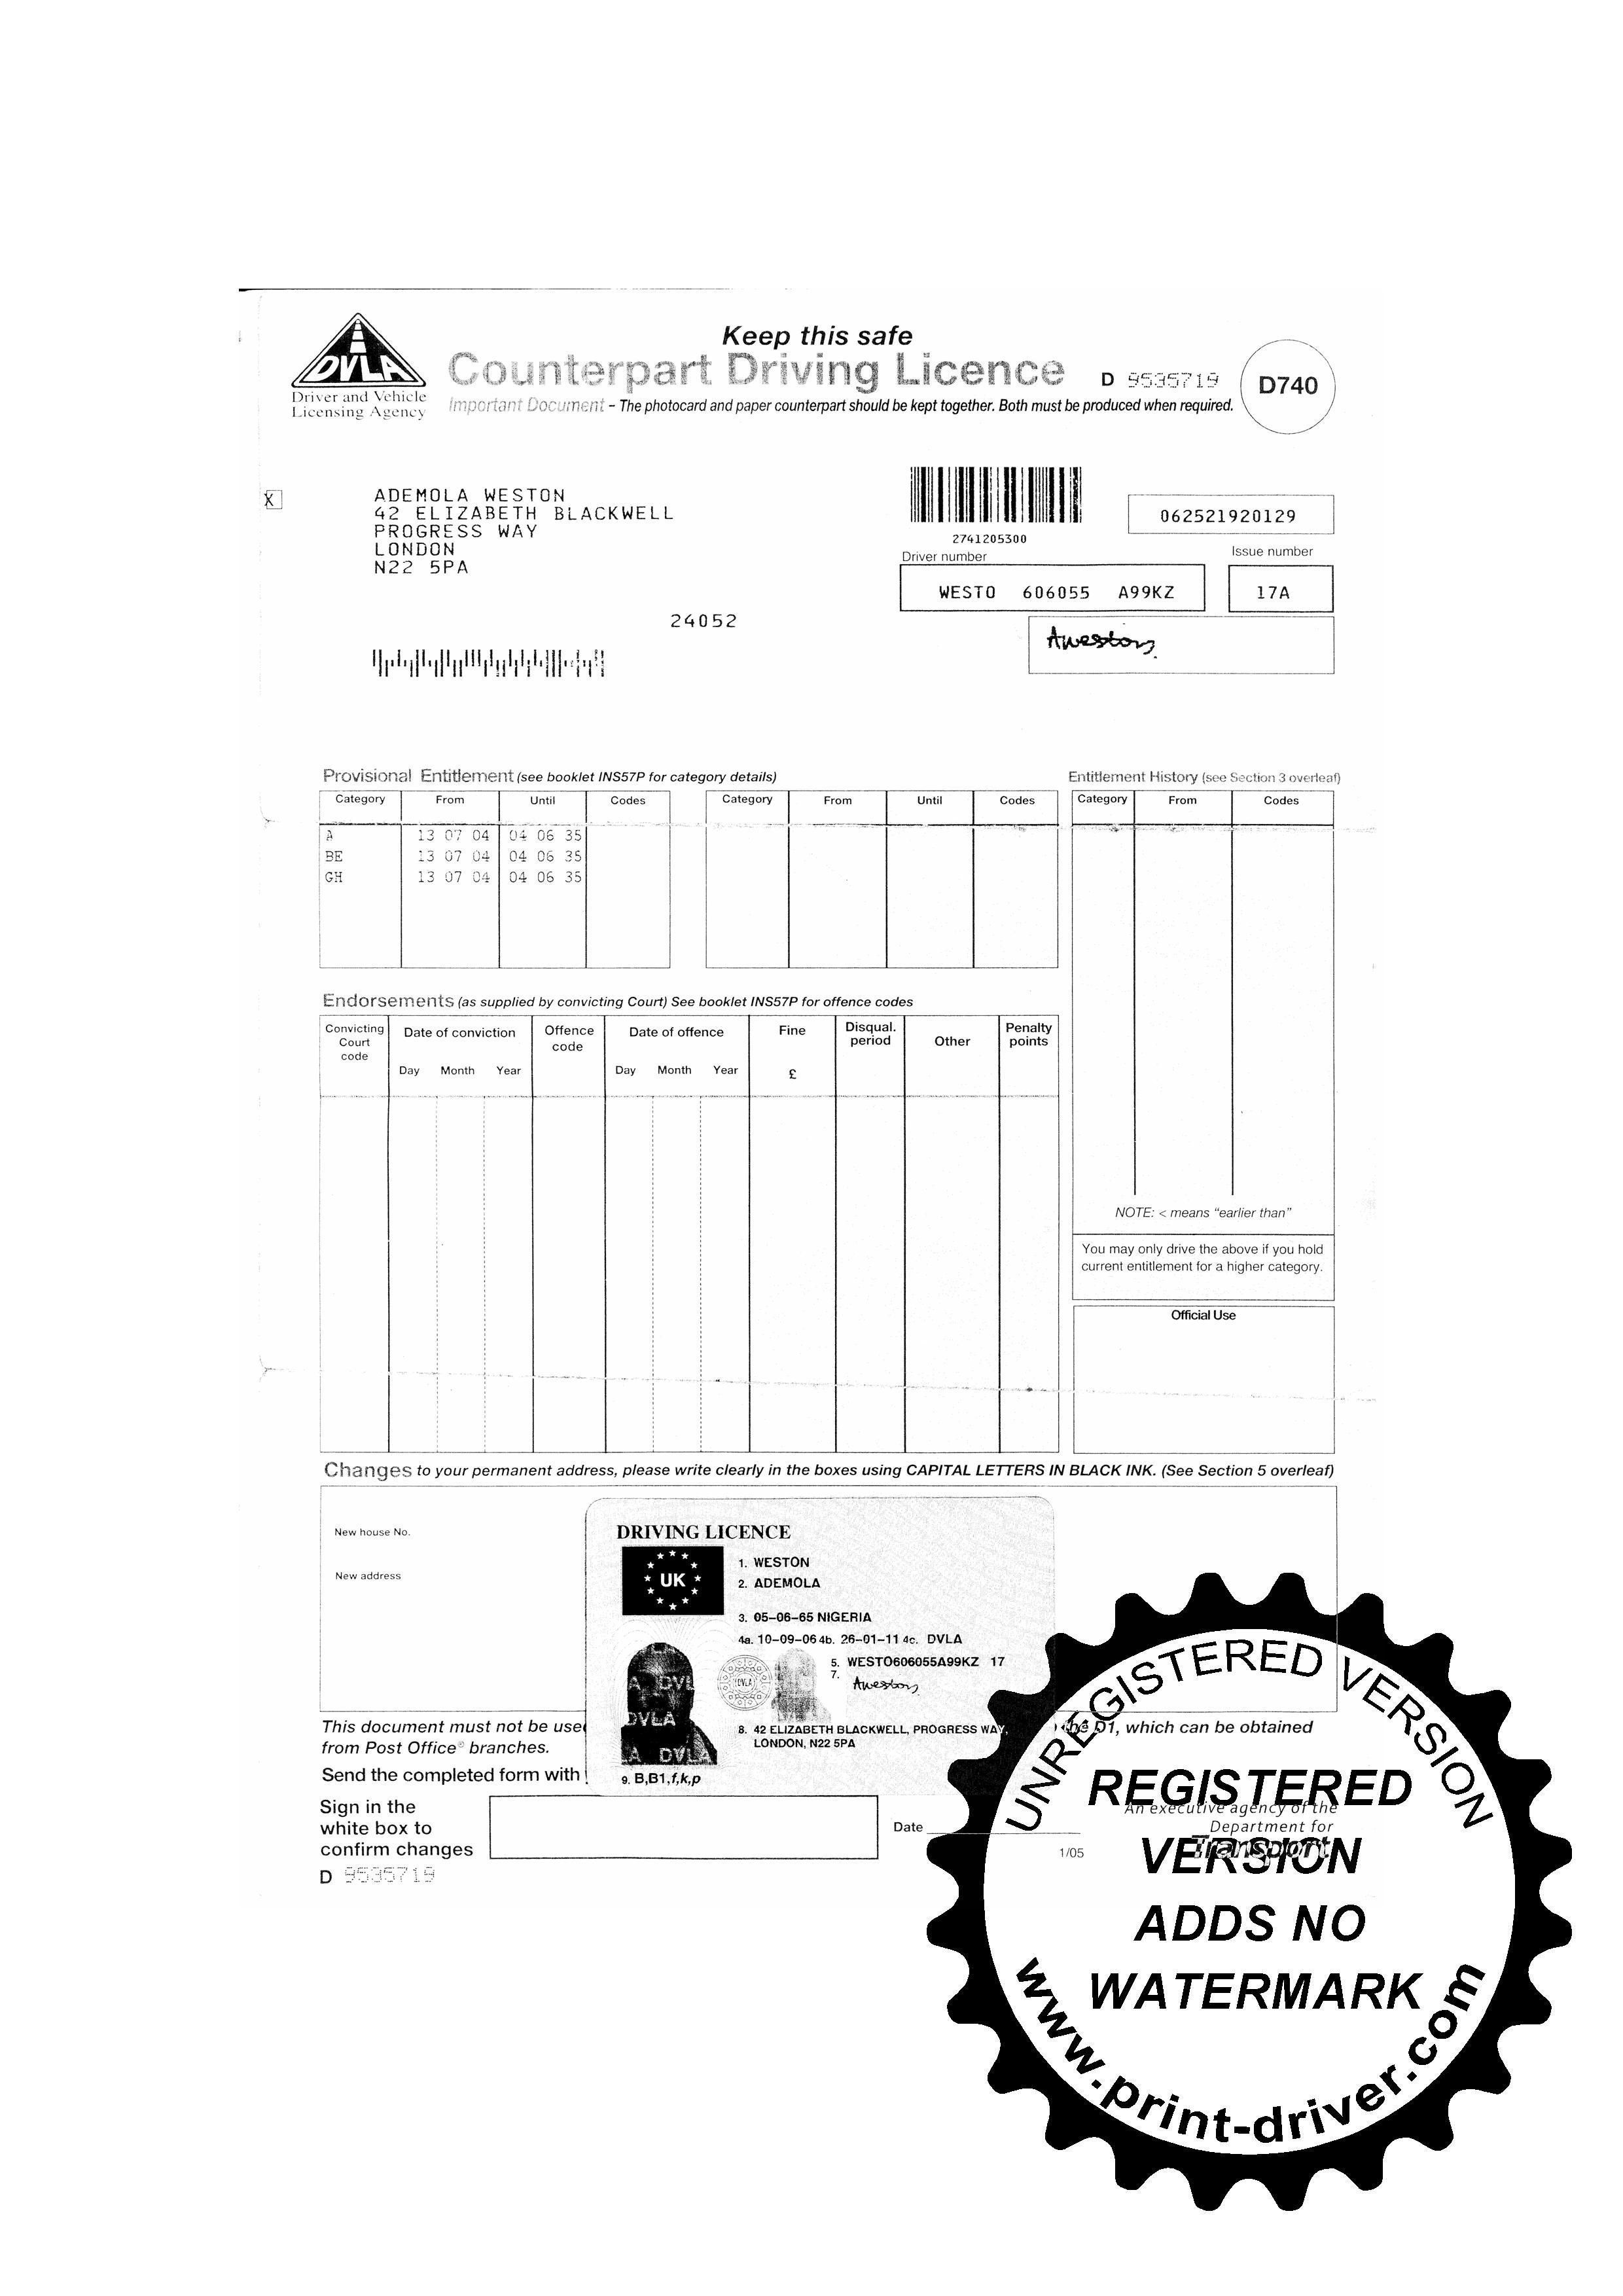 Keep this safe
DVLA
Driver and Vehicle
Licensing Agency
Counterpart Driving Licence
D 9535719
D740
Important Document - The photocard and paper counterpart should be kept together. Both must be produced when required.
X
ADEMOLA WESTON
42 ELIZABETH BLACKWELL
PROGRESS WAY
LONDON
N22 5PA
24052
2741205300
062521920129
Driver number
Issue number
WESTO 606055 A99KZ
17A
Aweston
Provisional Entitlement (see booklet INS57P for category details)
Category From Until Codes Category From Until Codes
A 13 07 04 04 06 35
BE 13 07 04 04 06 35
GH 13 07 04 04 06 35
Entitlement History (see Section 3 overleaf)
Category From Codes
NOTE: < means "earlier than"
You may only drive the above if you hold
current entitlement for a higher category.
Official Use
Endorsements (as supplied by convicting Court) See booklet INS57P for offence codes
Convicting Court code
Date of conviction
Day Month Year
Offence code
Date of offence
Day Month Year
Fine
£
Disqual. period
Other
Penalty points
Changes to your permanent address, please write clearly in the boxes using CAPITAL LETTERS IN BLACK INK. (See Section 5 overleaf)
New house No.
New address
DRIVING LICENCE
UK
1. WESTON
2. ADEMOLA
3. 05-06-65 NIGERIA
4a. 10-09-06 4b. 26-01-11 4c. DVLA
5. WESTO606055A99KZ 17
7. Aweston
8. 42 ELIZABETH BLACKWELL, PROGRESS WAY,
LONDON, N22 5PA
9. B,B1,f,k,p
This document must not be use
the D1, which can be obtained
from Post Office® branches.
Send the completed form with
Sign in the
white box to
confirm changes
Date
1/05
D 9535719
An executive agency of the
Department for
Transport
UNREGISTERED VERSION
REGISTERED
VERSION
ADDS NO
WATERMARK
www.print-driver.com